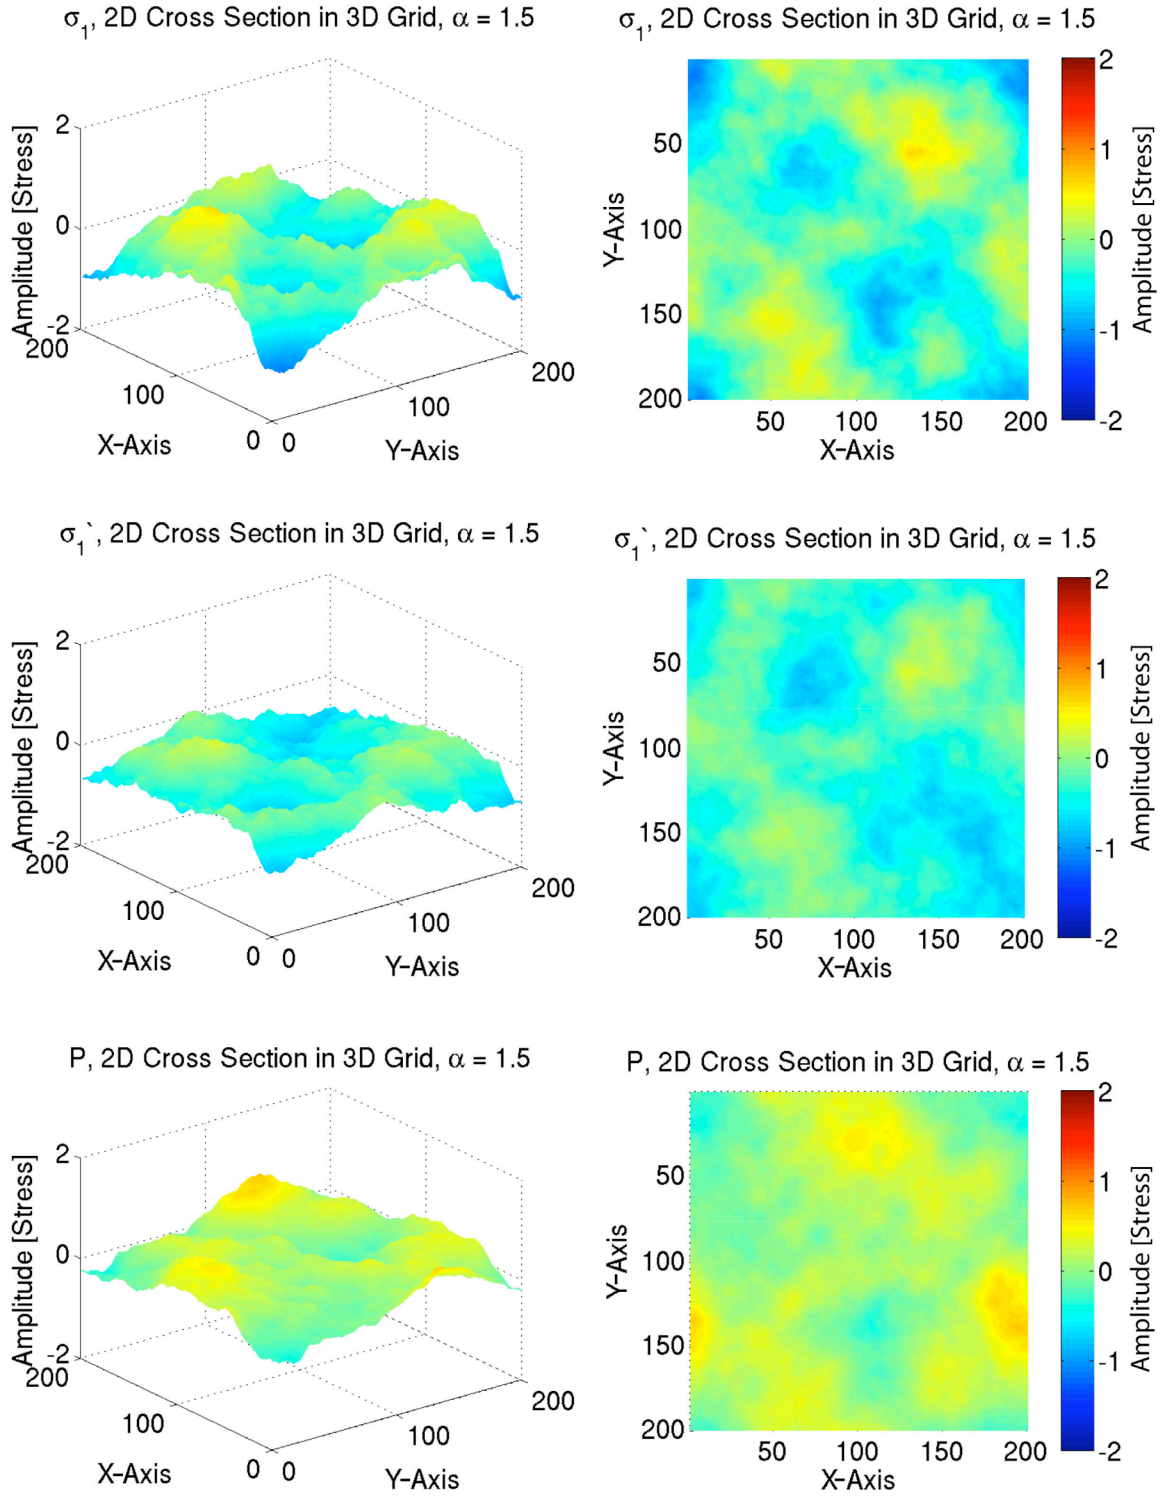 σ1, 2D Cross Section in 3D Grid, α = 1.5
Amplitude [Stress]
2
0
-2
200
100
0
X-Axis
0
100
200
Y-Axis
σ1, 2D Cross Section in 3D Grid, α = 1.5
Y-Axis
50
100
150
200
50
100
150
200
X-Axis
2
1
0
-1
-2
Amplitude [Stress]
σ1`, 2D Cross Section in 3D Grid, α = 1.5
Amplitude [Stress]
2
0
-2
200
100
0
X-Axis
0
100
200
Y-Axis
σ1`, 2D Cross Section in 3D Grid, α = 1.5
Y-Axis
50
100
150
200
50
100
150
200
X-Axis
2
1
0
-1
-2
Amplitude [Stress]
P, 2D Cross Section in 3D Grid, α = 1.5
Amplitude [Stress]
2
0
-2
200
100
0
X-Axis
0
100
200
Y-Axis
P, 2D Cross Section in 3D Grid, α = 1.5
Y-Axis
50
100
150
200
50
100
150
200
X-Axis
2
1
0
-1
-2
Amplitude [Stress]